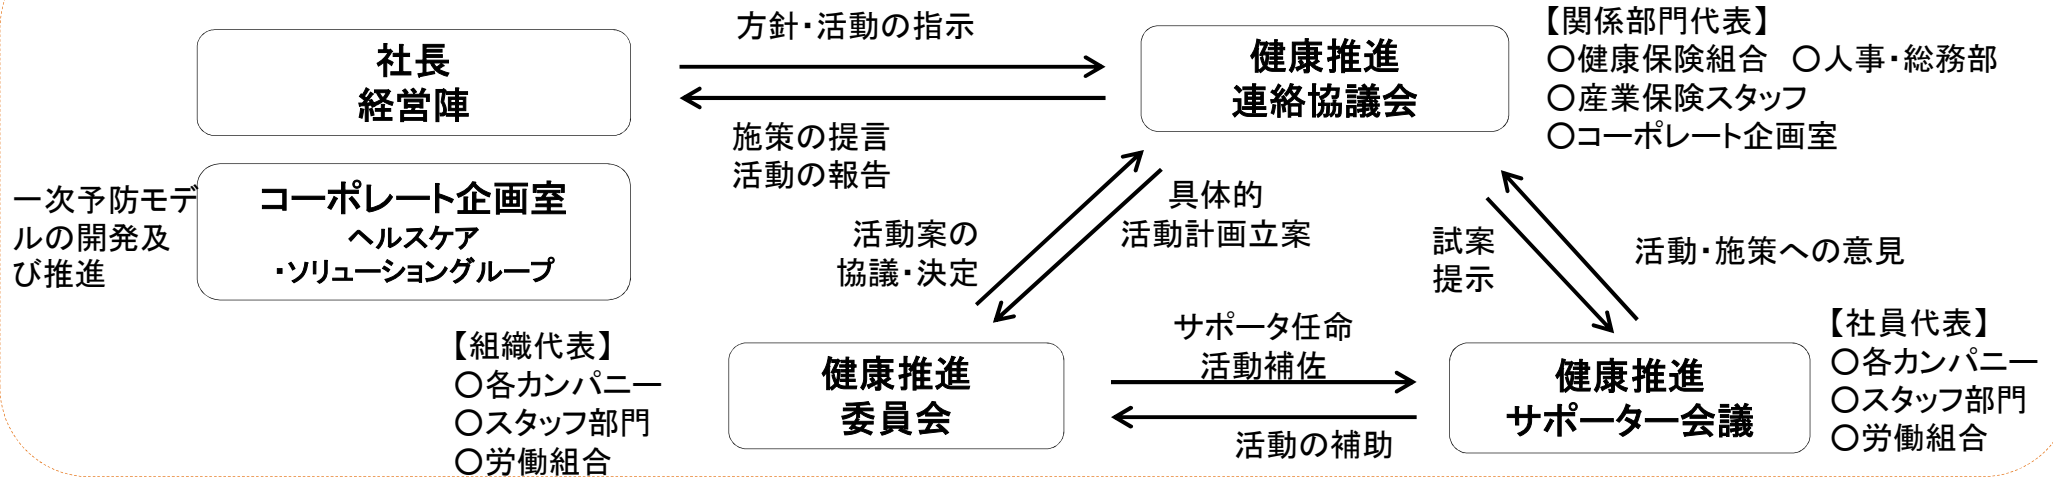 方針・活動の指示
社長
経営陣
健康推進
連絡協議会
【関係部門代表】
〇健康保険組合 〇人事・総務部
〇産業保険スタッフ
〇コーポレート企画室
施策の提言
活動の報告
一次予防モデ
ルの開発及
び推進
コーポレート企画室
ヘルスケア
・ソリューショングループ
活動案の
協議・決定
具体的
活動計画立案
試案
提示
活動・施策への意見
【組織代表】
〇各カンパニー
〇スタッフ部門
〇労働組合
健康推進
委員会
サポータ任命
活動補佐
活動の補助
健康推進
サポーター会議
【社員代表】
〇各カンパニー
〇スタッフ部門
〇労働組合